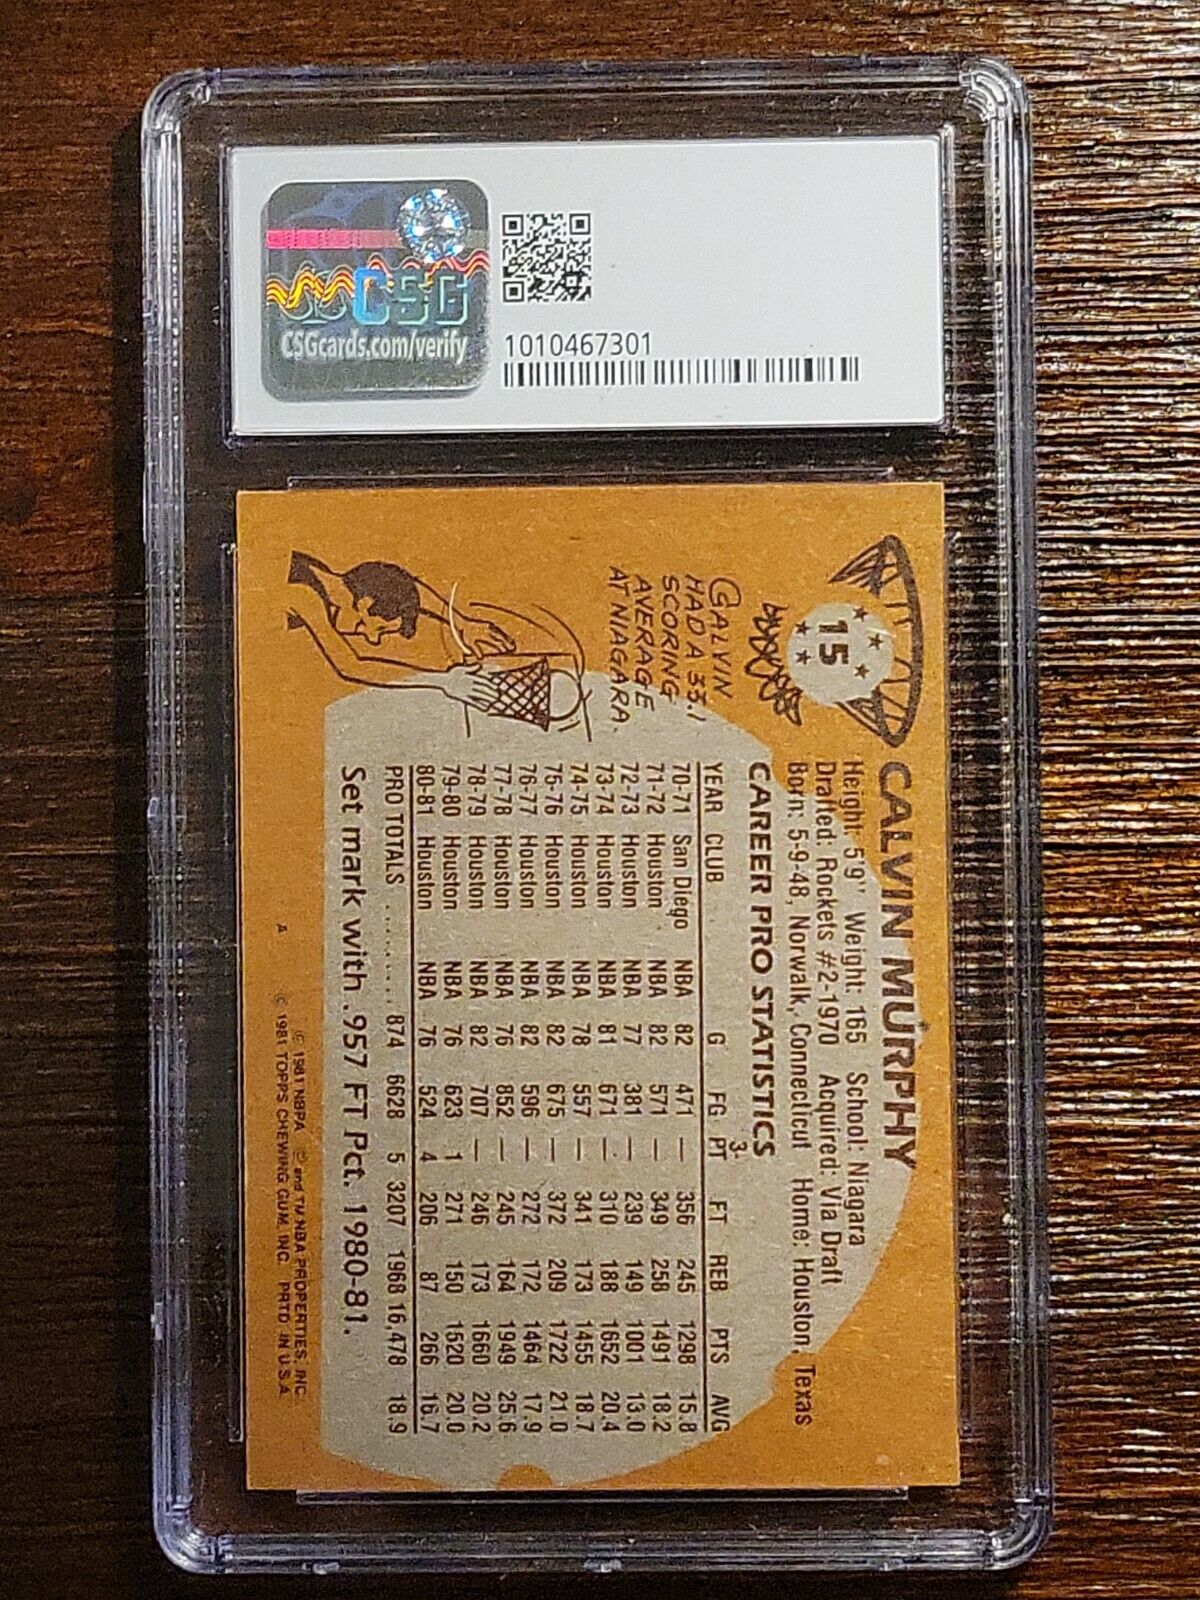 CSG
CSGcards.com/verify
1010467301
15
CALVIN MURPHY
Height: 5'9" Weight: 165 School: Niagara
Drafted: Rockets #2-1970 Acquired: Via Draft
Born: 5-9-48, Norwalk, Connecticut Home: Houston, Texas
CALVIN
HAD A 33.1
SCORING
AVERAGE
AT NIAGARA.
CAREER PRO STATISTICS
YEAR CLUB G FG 3-PT FT REB PTS AVG
70-71 San Diego NBA 82 471 — 356 245 1298 15.8
71-72 Houston NBA 82 571 — 349 258 1491 18.2
72-73 Houston NBA 77 381 — 239 149 1001 13.0
73-74 Houston NBA 81 671 — 310 188 1652 20.4
74-75 Houston NBA 78 557 — 341 173 1455 18.7
75-76 Houston NBA 82 675 — 372 209 1722 21.0
76-77 Houston NBA 82 596 — 272 172 1464 17.9
77-78 Houston NBA 76 852 — 245 164 1949 25.6
78-79 Houston NBA 82 707 — 246 173 1660 20.2
79-80 Houston NBA 76 623 1 271 150 1520 20.0
80-81 Houston NBA 76 524 4 206 87 266 16.7
PRO TOTALS ....... 874 6628 5 3207 1968 16,478 18.9
Set mark with .957 FT Pct. 1980-81.
© 1981 NBPA © and TM NBA PROPERTIES, INC.
A © 1981 TOPPS CHEWING GUM, INC. PRTD. IN U.S.A.